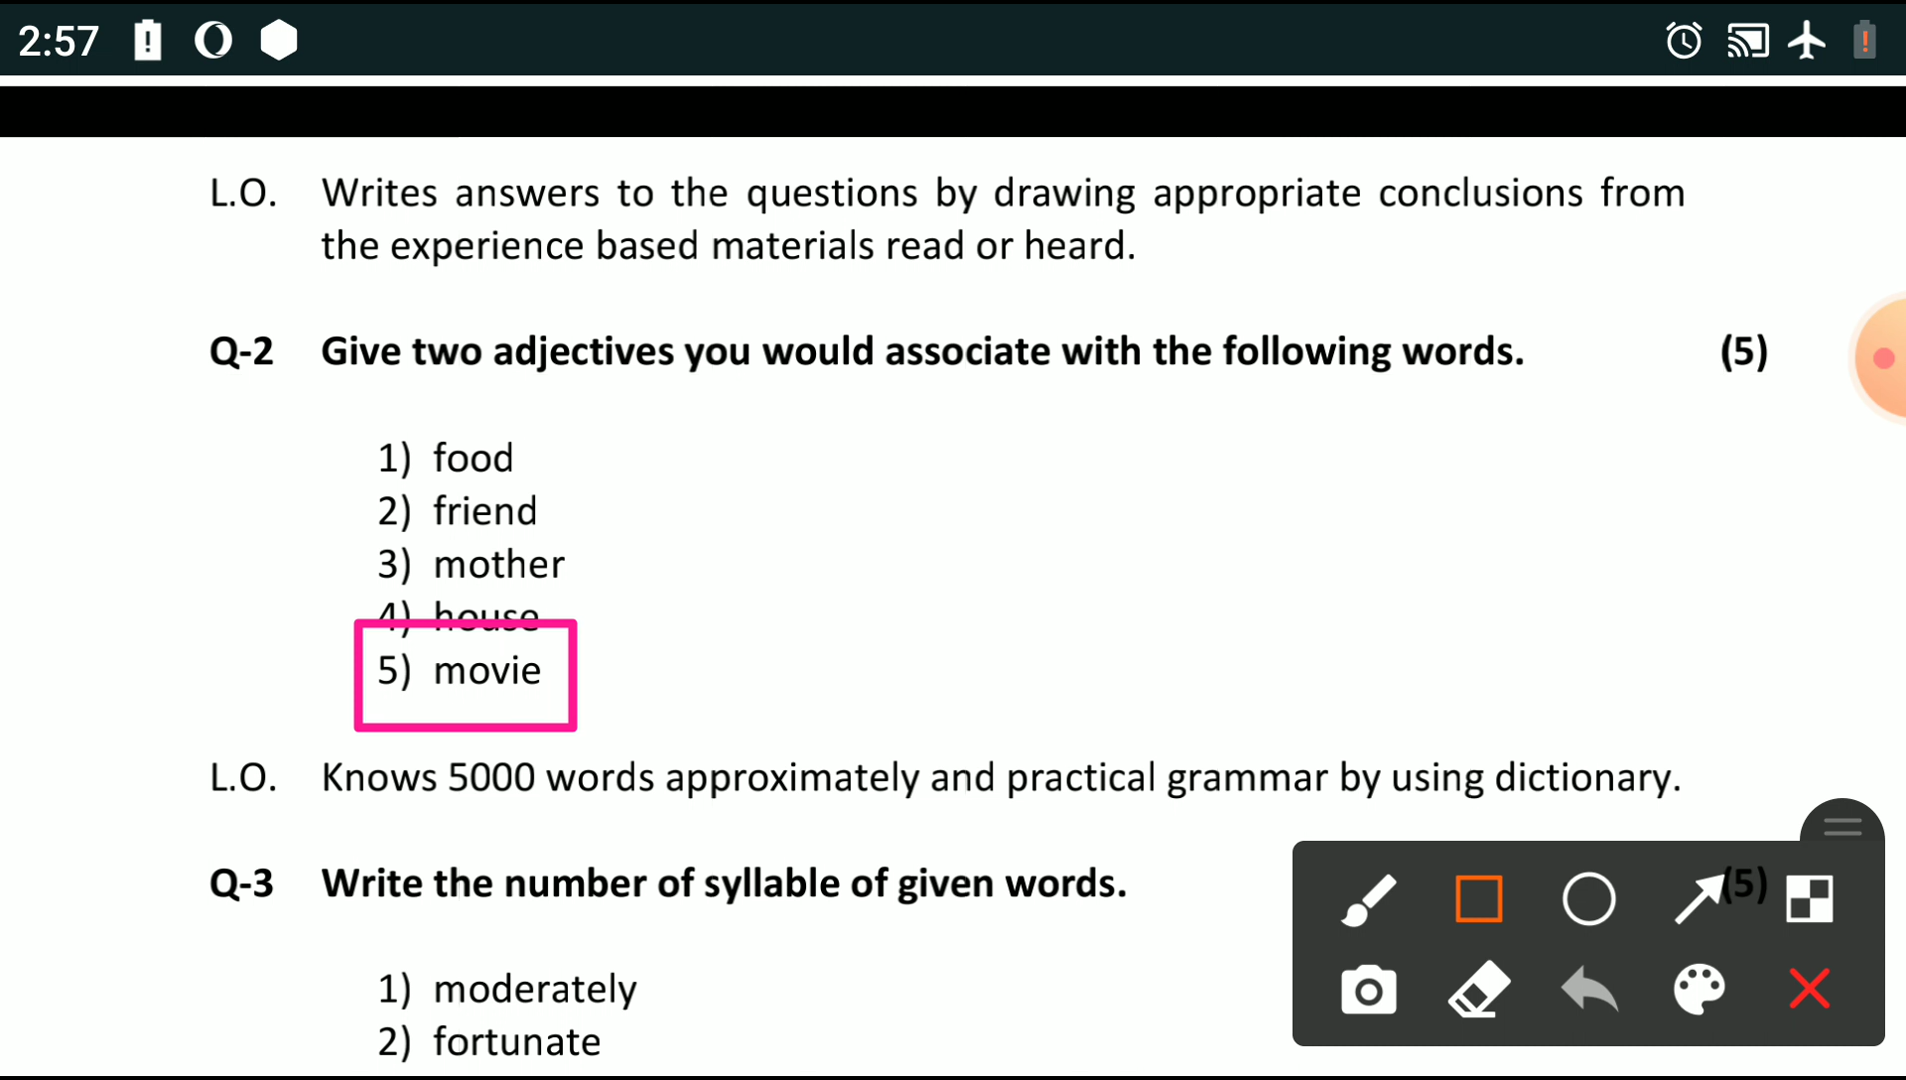 2:57
L.O. Writes answers to the questions by drawing appropriate conclusions from
the experience based materials read or heard.
Q-2 Give two adjectives you would associate with the following words. (5)
1) food
2) friend
3) mother
4) house
5) movie
L.O. Knows 5000 words approximately and practical grammar by using dictionary.
Q-3 Write the number of syllable of given words. (5)
1) moderately
2) fortunate